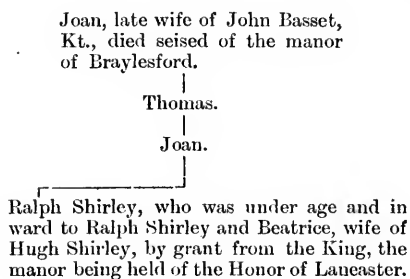 Joan, late wife of John Basset,
Kt., died seised of the manor
of Braylesford.
Thomas.
Joan.
Ralph Shirley, who was under age and in
ward to Ralph Shirley and Beatrice, wife of
Hugh Shirley, by grant from the King, the
manor being held of the Honor of Lancaster.